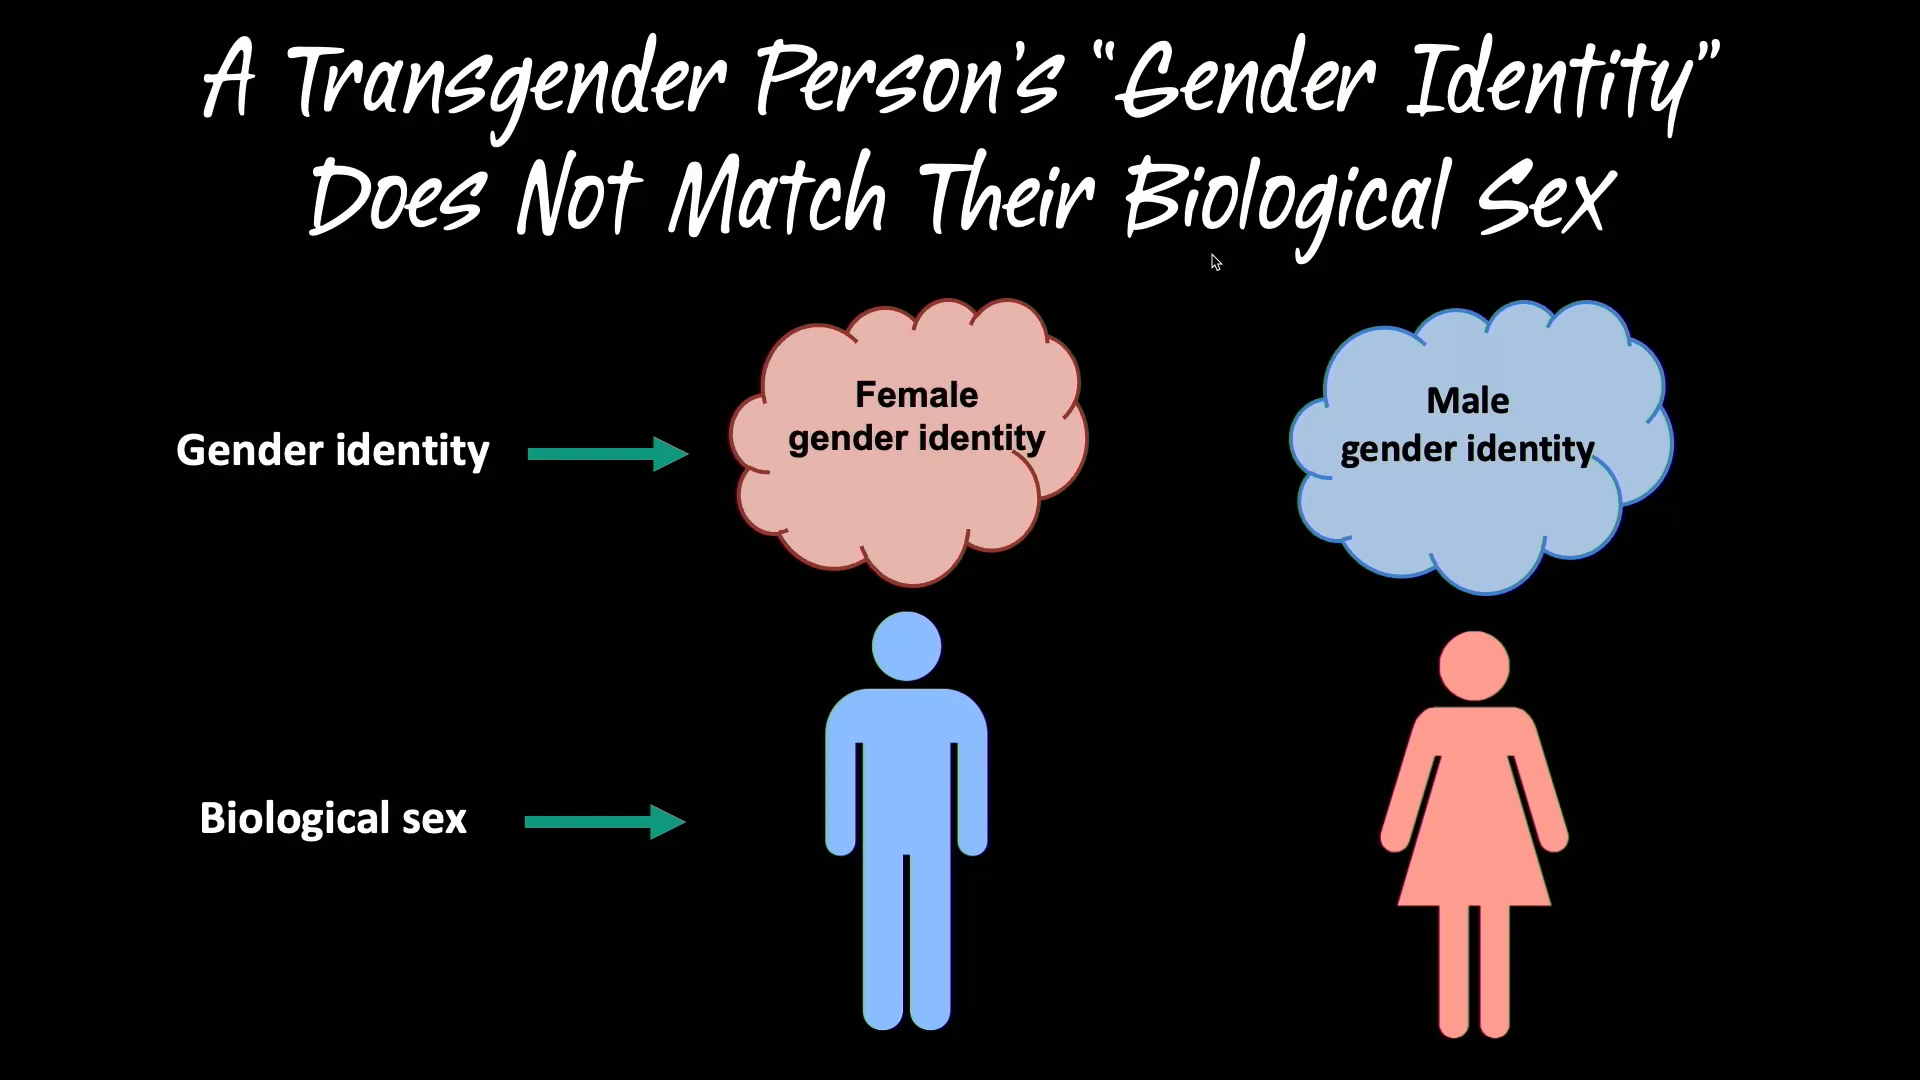 A Transgender Person's “Gender Identity”
Does Not Match Their Biological Sex
Female
gender identity
Male
gender identity
Gender identity
Biological sex